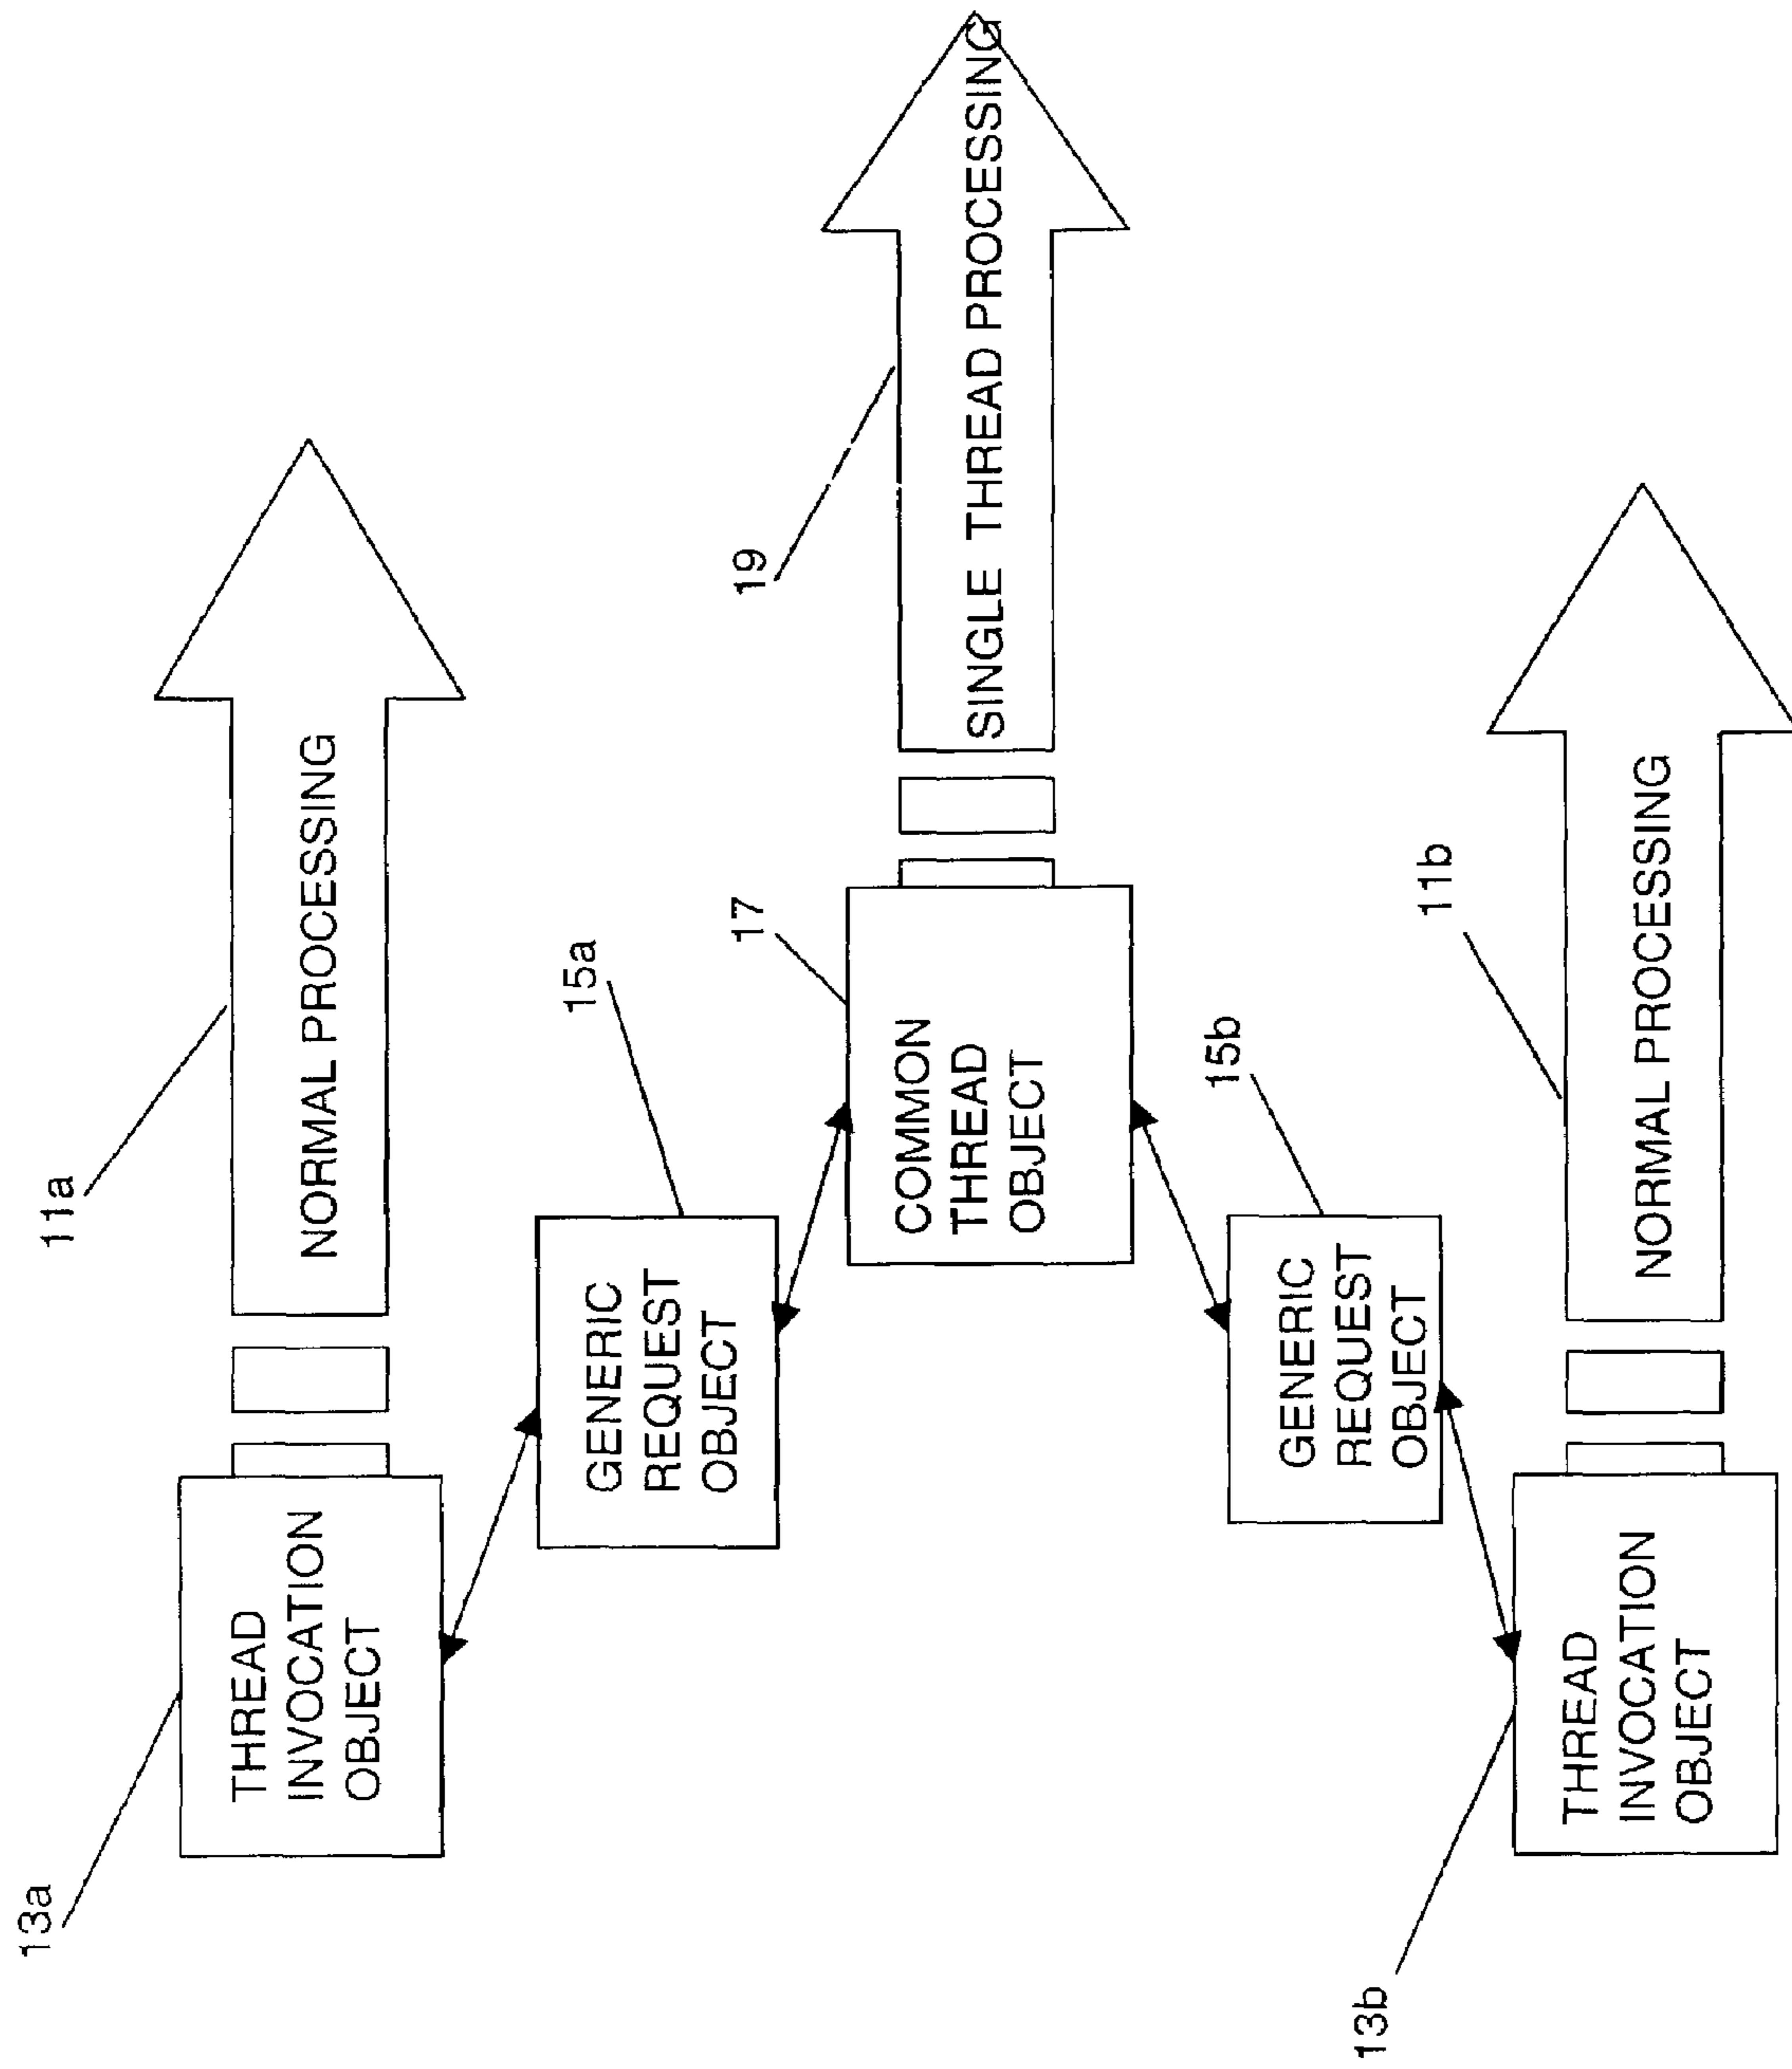 11a
NORMAL PROCESSING
13a
THREAD
INVOCATION
OBJECT
15a
GENERIC
REQUEST
OBJECT
19
SINGLE THREAD PROCESSING
17
COMMON
THREAD
OBJECT
15b
GENERIC
REQUEST
OBJECT
11b
NORMAL PROCESSING
13b
THREAD
INVOCATION
OBJECT